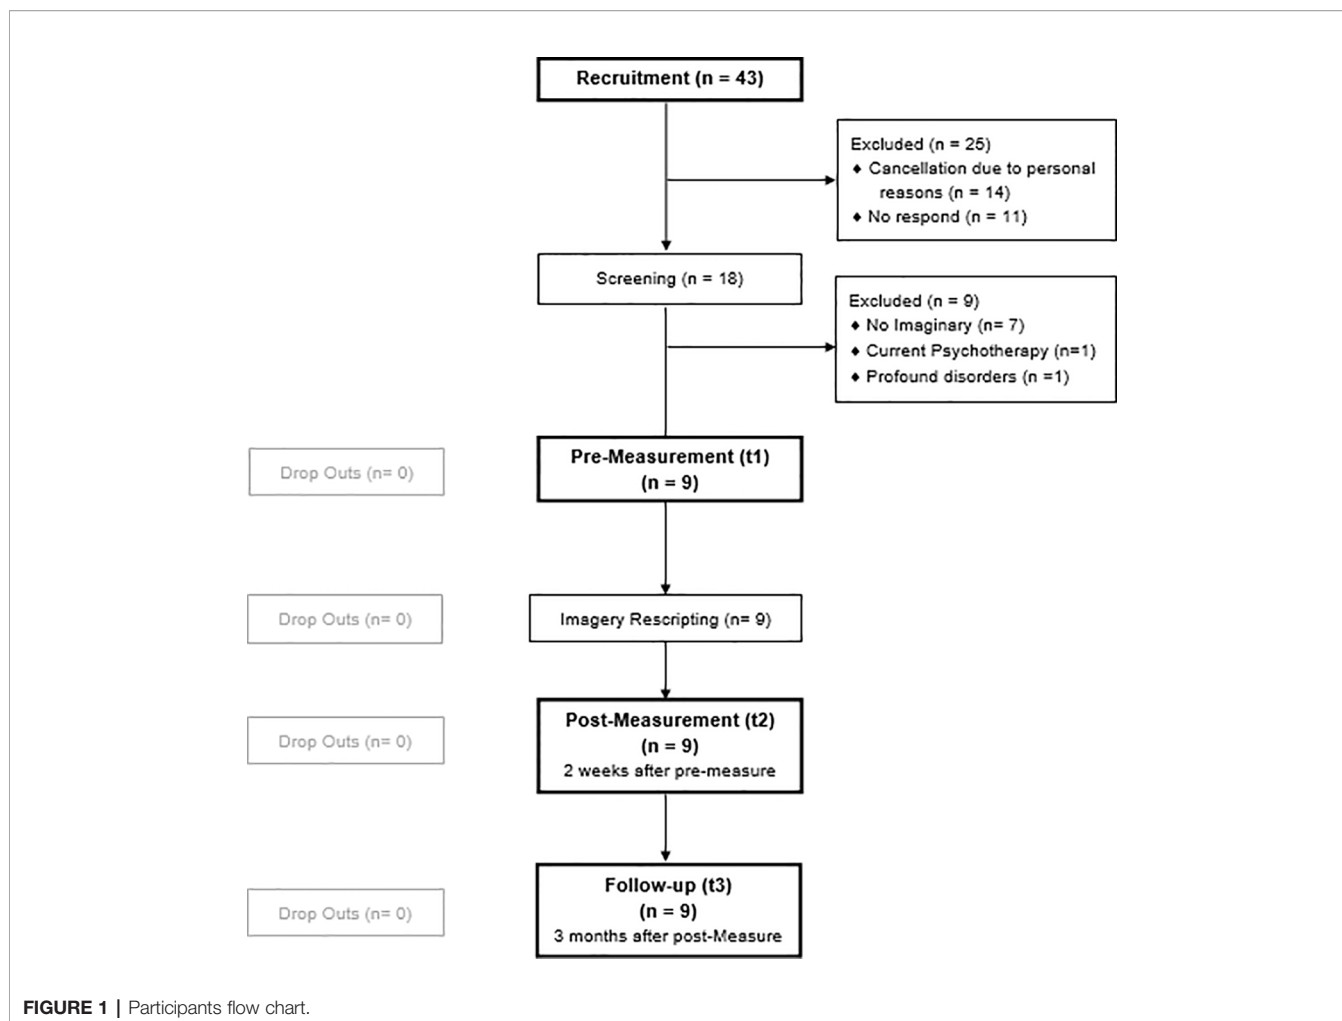 Recruitment (n = 43)
Excluded (n = 25)
♦ Cancellation due to personal
reasons (n = 14)
♦ No respond (n = 11)
Screening (n = 18)
Excluded (n = 9)
♦ No Imaginary (n= 7)
♦ Current Psychotherapy (n=1)
♦ Profound disorders (n =1)
Drop Outs (n= 0)
Pre-Measurement (t1)
(n = 9)
Drop Outs (n= 0)
Imagery Rescripting (n= 9)
Drop Outs (n= 0)
Post-Measurement (t2)
(n = 9)
2 weeks after pre-measure
Drop Outs (n= 0)
Follow-up (t3)
(n = 9)
3 months after post-Measure
FIGURE 1 | Participants flow chart.